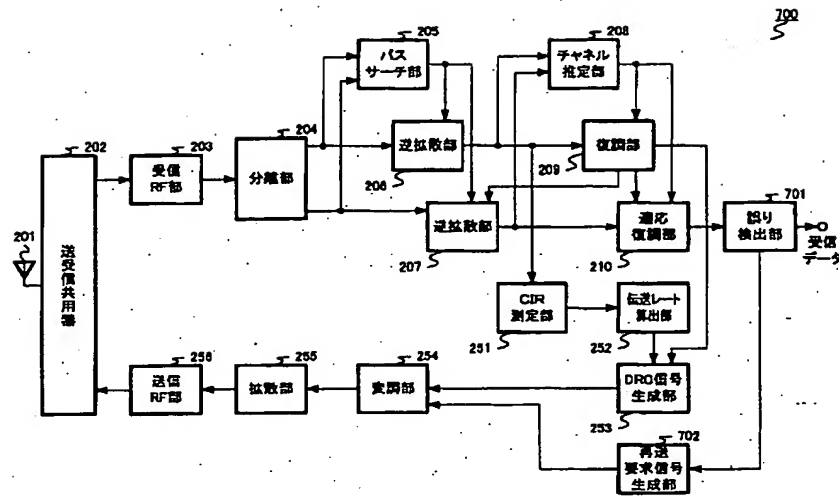 700
205
パス
サーチ部
208
チャネル
推定部
202
送受信共用器
203
受信
RF部
204
分離部
逆拡散部
206
209
復調部
701
誤り
検出部
受信
データ
201
逆拡散部
207
適応
復調部
210
CIR
測定部
251
伝送レート
算出部
252
256
送信
RF部
255
拡散部
254
変調部
DRC信号
生成部
253
702
再送
要求信号
生成部